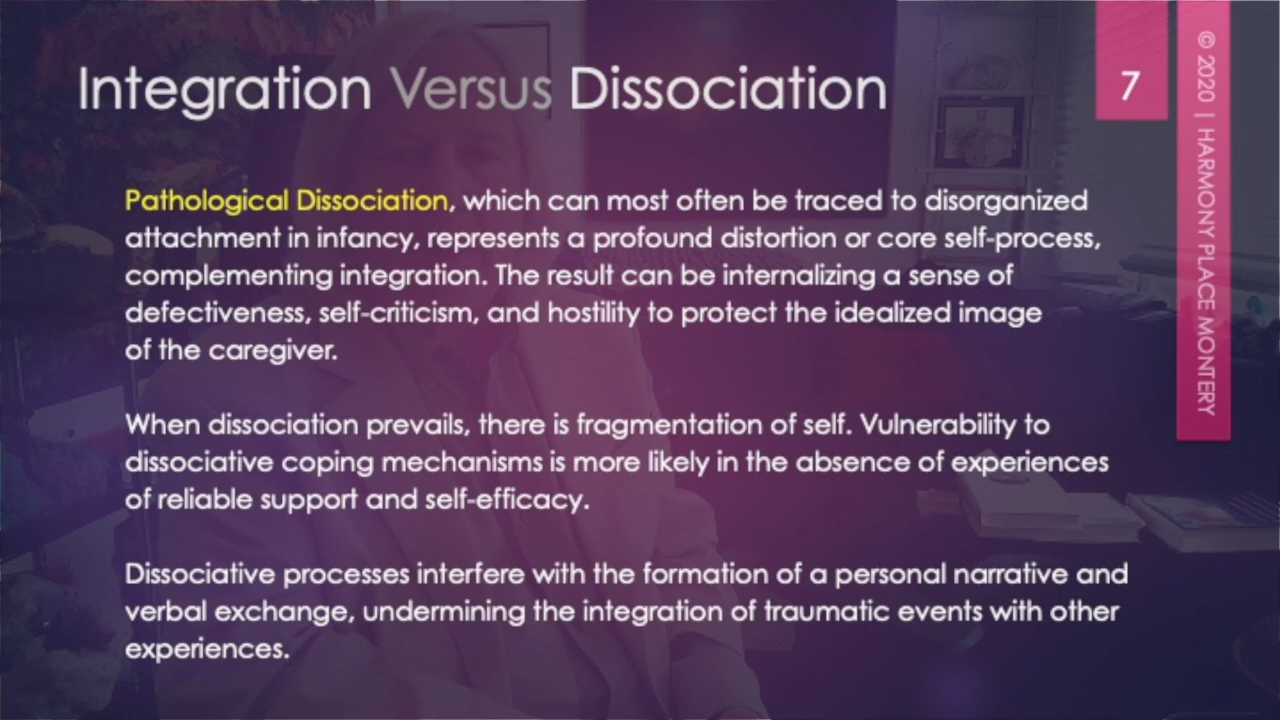 Integration Versus Dissociation
7
© 2020 | HARMONY PLACE MONTERY
Pathological Dissociation, which can most often be traced to disorganized
attachment in infancy, represents a profound distortion or core self-process,
complementing integration. The result can be internalizing a sense of
defectiveness, self-criticism, and hostility to protect the idealized image
of the caregiver.
When dissociation prevails, there is fragmentation of self. Vulnerability to
dissociative coping mechanisms is more likely in the absence of experiences
of reliable support and self-efficacy.
Dissociative processes interfere with the formation of a personal narrative and
verbal exchange, undermining the integration of traumatic events with other
experiences.